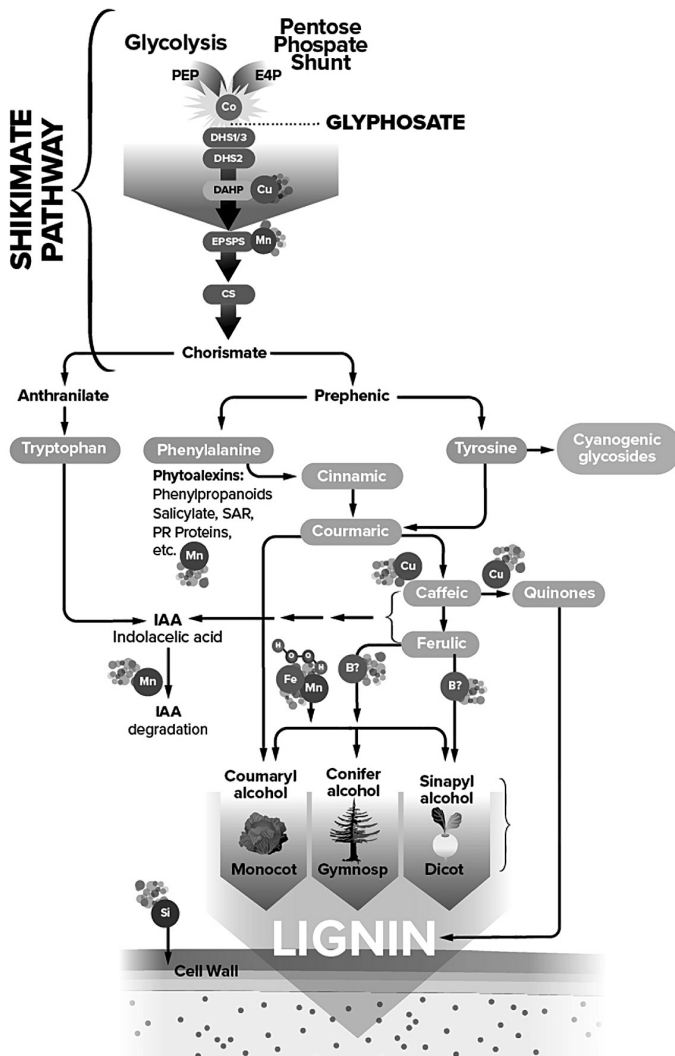 Glycolysis
Pentose
Phospate
Shunt
PEP
E4P
Co
GLYPHOSATE
DHS1/3
DHS2
DAHP
Cu
EPSPS
Mn
CS
SHIKIMATE
PATHWAY
Chorismate
Anthranilate
Prephenic
Tryptophan
Phenylalanine
Tyrosine
Cyanogenic
glycosides
Phytoalexins:
Phenylpropanoids
Salicylate, SAR,
PR Proteins,
etc.
Mn
Cinnamic
Courmaric
Cu
Cu
Caffeic
Quinones
IAA
Indolacelic acid
Ferulic
H
O
O
H
Fe
Mn
B?
B?
Mn
IAA
degradation
Coumaryl
alcohol
Conifer
alcohol
Sinapyl
alcohol
Monocot
Gymnosp
Dicot
Si
LIGNIN
Cell Wall